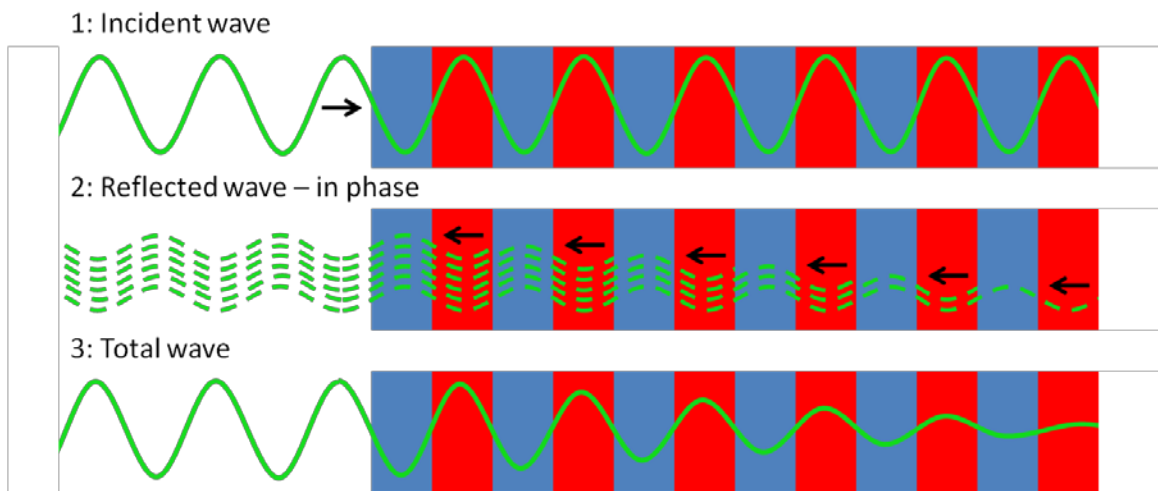 1: Incident wave
2: Reflected wave – in phase
3: Total wave